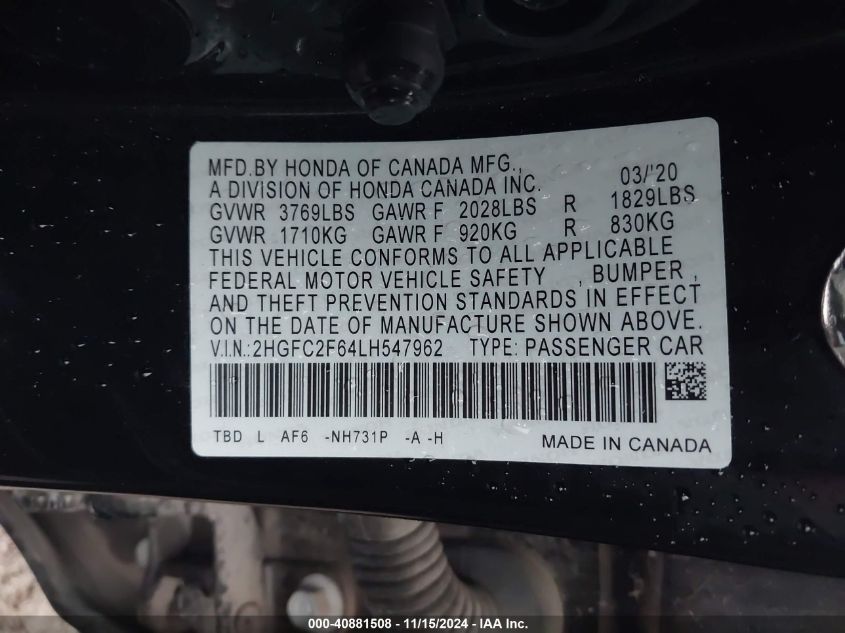 MFD.BY HONDA OF CANADA MFG.,
A DIVISION OF HONDA CANADA INC. 03/'20
GVWR 3769LBS GAWR F 2028LBS R 1829LBS
GVWR 1710KG GAWR F 920KG R 830KG
THIS VEHICLE CONFORMS TO ALL APPLICABLE
FEDERAL MOTOR VEHICLE SAFETY , BUMPER ,
AND THEFT PREVENTION STANDARDS IN EFFECT
ON THE DATE OF MANUFACTURE SHOWN ABOVE.
V.I.N.:2HGFC2F64LH547962 TYPE: PASSENGER CAR
TBD L AF6 -NH731P -A -H MADE IN CANADA
000-40881508 - 11/15/2024 - IAA Inc.